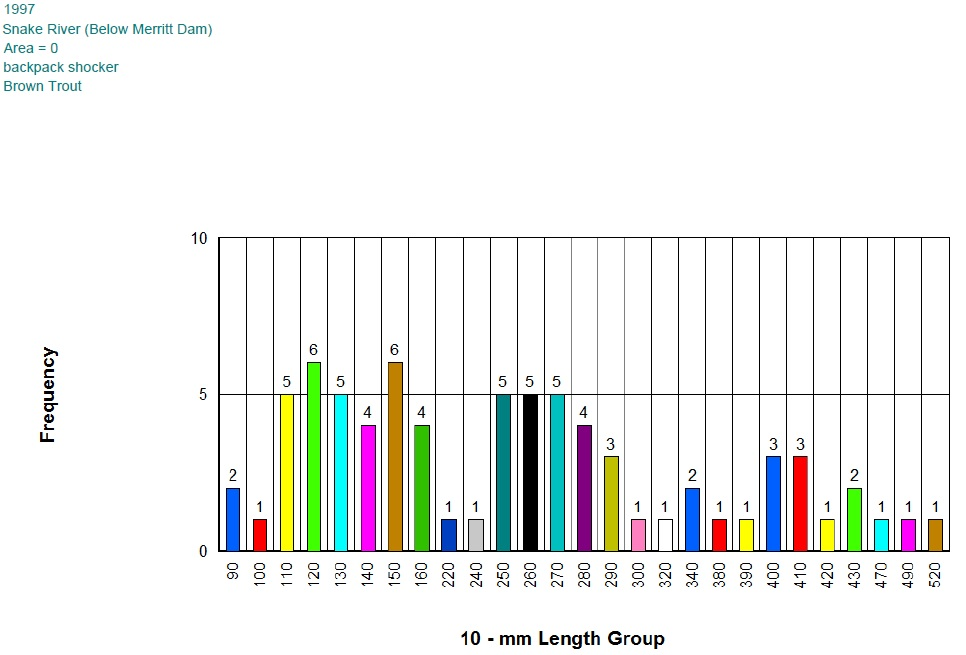 1997
Snake River (Below Merritt Dam)
Area = 0
backpack shocker
Brown Trout
10
5
0
Frequency
2 1 5 6 5 4 6 4 1 1 5 5 5 4 3 1 1 2 1 1 3 3 1 2 1 1 1
90 100 110 120 130 140 150 160 220 240 250 260 270 280 290 300 320 340 380 390 400 410 420 430 470 490 520
10 - mm Length Group